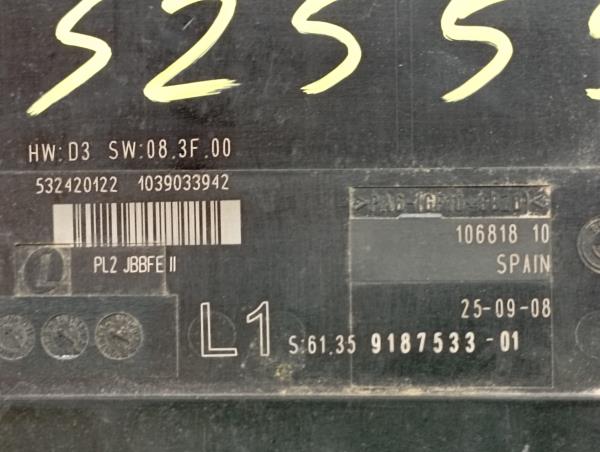 5255
HW:D3 SW:08.3F.00
532420122 1039033942
PL2 JBBFE II
106818 10
SPAIN
25-09-08
L1
S:61.35 9187533-01